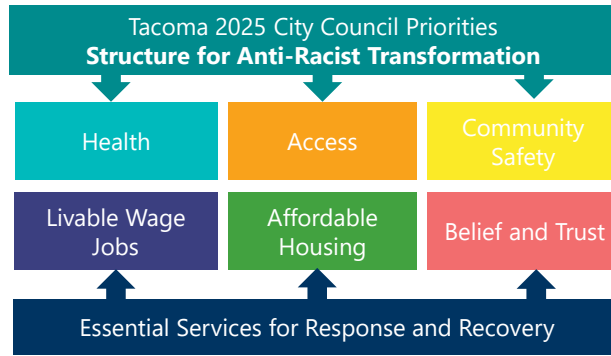 Tacoma 2025 City Council Priorities
Structure for Anti-Racist Transformation
Health
Access
Community
Safety
Livable Wage
Jobs
Affordable
Housing
Belief and Trust
Essential Services for Response and Recovery